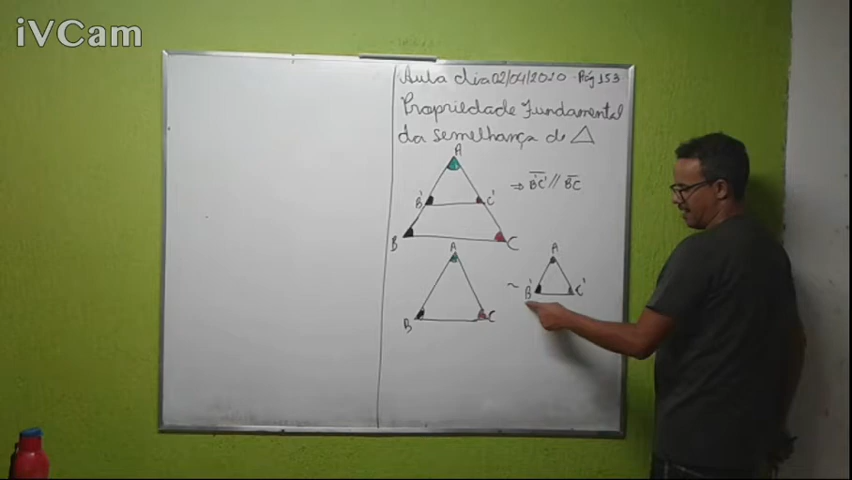 iVCam
Aula dia 02/04/2020 - Pág 153
Propriedade Fundamental
da semelhança de △
A
B' C' ⇒ B'C' // BC
B C
A A
~ B' C'
B C